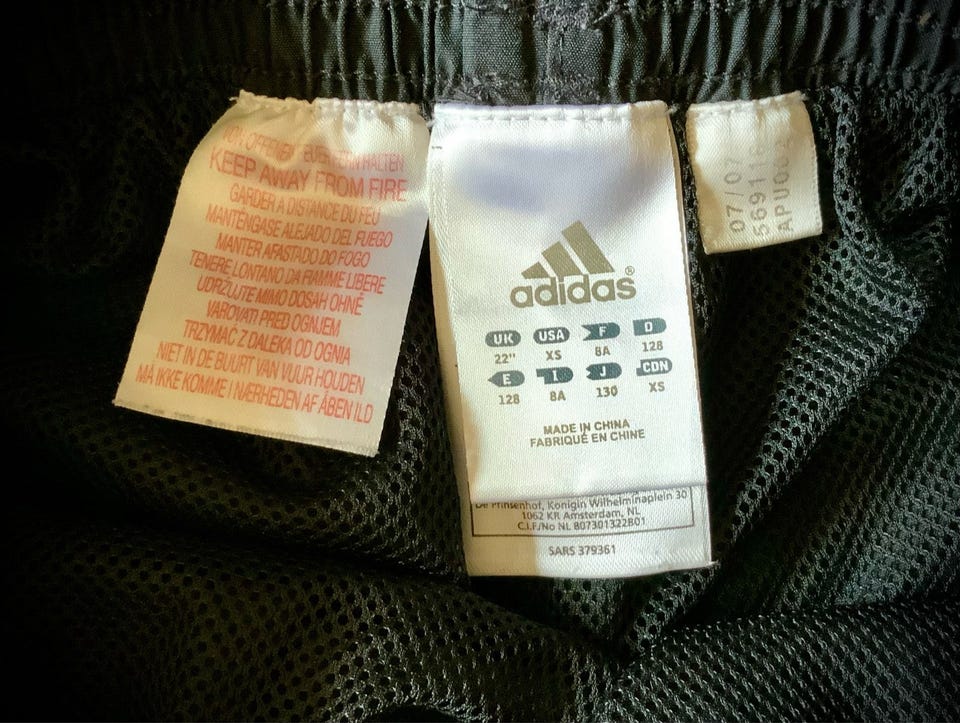 KEEP AWAY FROM FIRE
GARDER A DISTANCE DU FEU
MANTÉNGASE ALEJADO DEL FUEGO
MANTER AFASTADO DO FOGO
TENERE LONTANO DA FIAMME LIBERE
UDRŽUJTE MIMO DOSAH OHNĚ
VAROVATI PRED OGNJEM
TRZYMAĆ Z DALEKA OD OGNIA
NIET IN DE BUURT VAN VUUR HOUDEN
MÅ IKKE KOMME I NÆRHEDEN AF ÅBEN ILD
adidas®
UK USA F D
22" XS 8A 128
E I J CDN
128 8A 130 XS
MADE IN CHINA
FABRIQUÉ EN CHINE
De Prinsenhof, Konigin Wilhelminaplein 30
1062 KR Amsterdam, NL
C.I.F./No NL 807301322B01
SARS 379361
07/07